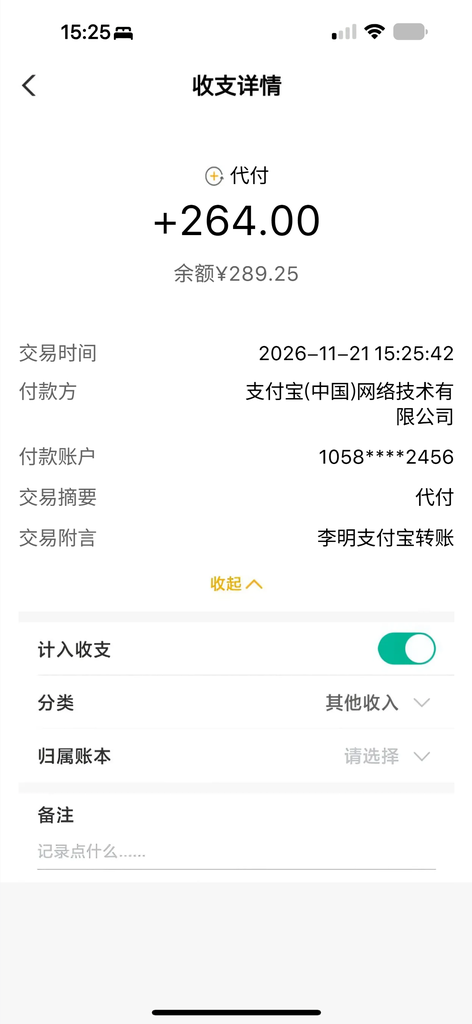 15:25
收支详情
代付
+264.00
余额¥289.25
交易时间 2026-11-21 15:25:42
付款方 支付宝(中国)网络技术有
限公司
付款账户 1058****2456
交易摘要 代付
交易附言 李明支付宝转账
收起
计入收支
分类 其他收入
归属账本 请选择
备注
记录点什么......